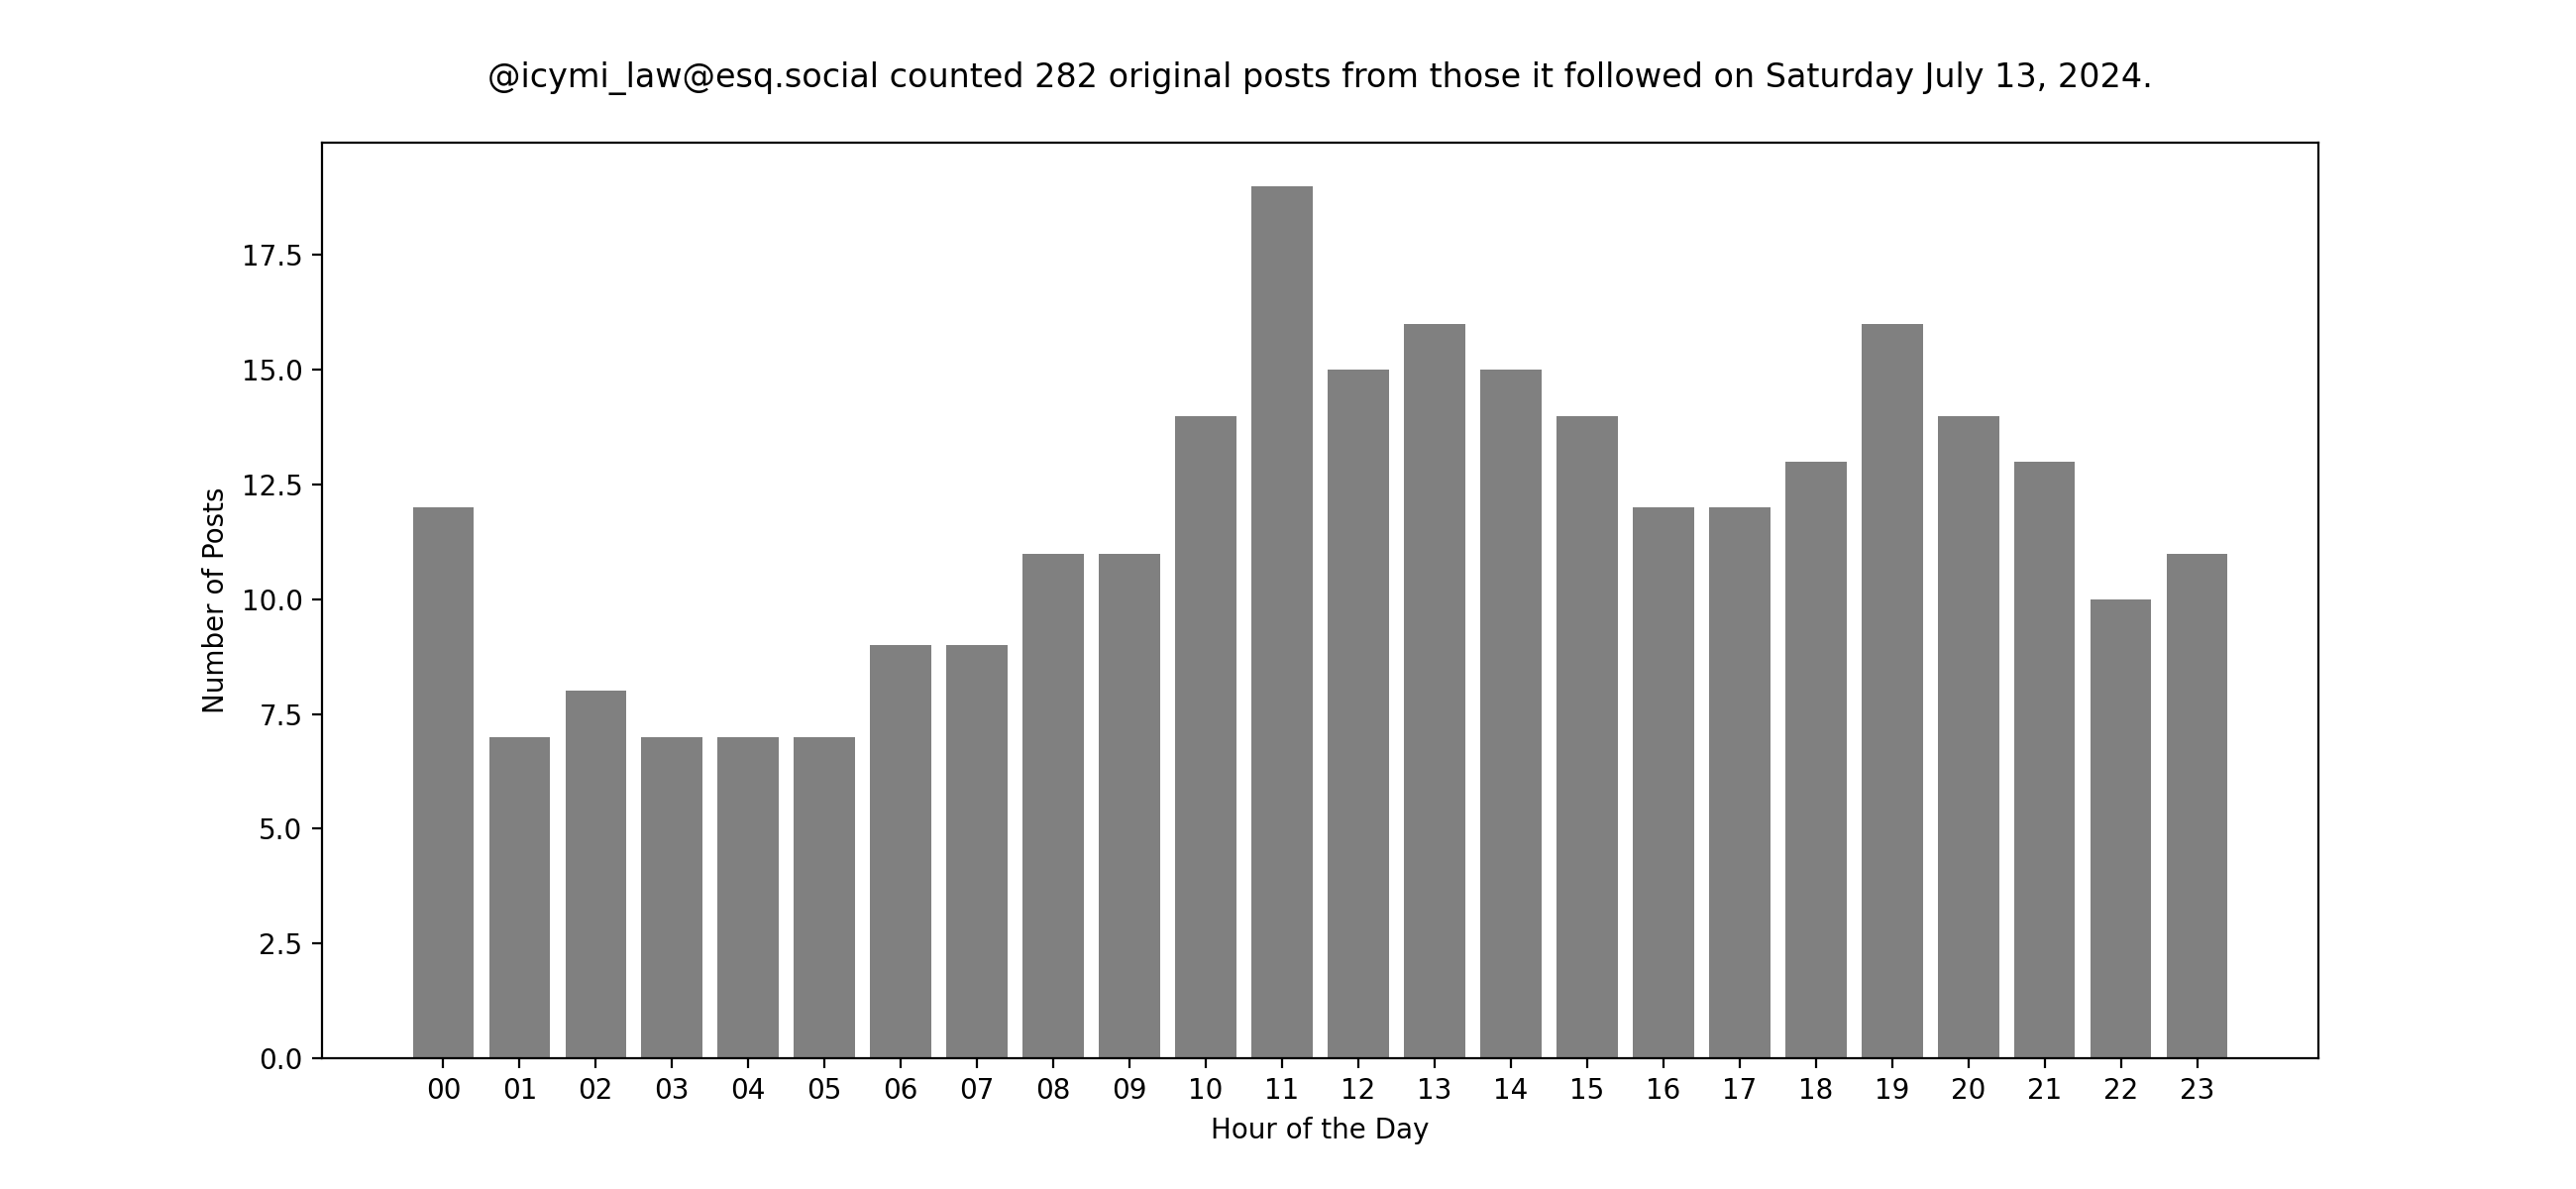 @icymi_law@esq.social counted 282 original posts from those it followed on Saturday July 13, 2024.
17.5
15.0
12.5
10.0
7.5
5.0
2.5
0.0
Number of Posts
00 01 02 03 04 05 06 07 08 09 10 11 12 13 14 15 16 17 18 19 20 21 22 23
Hour of the Day